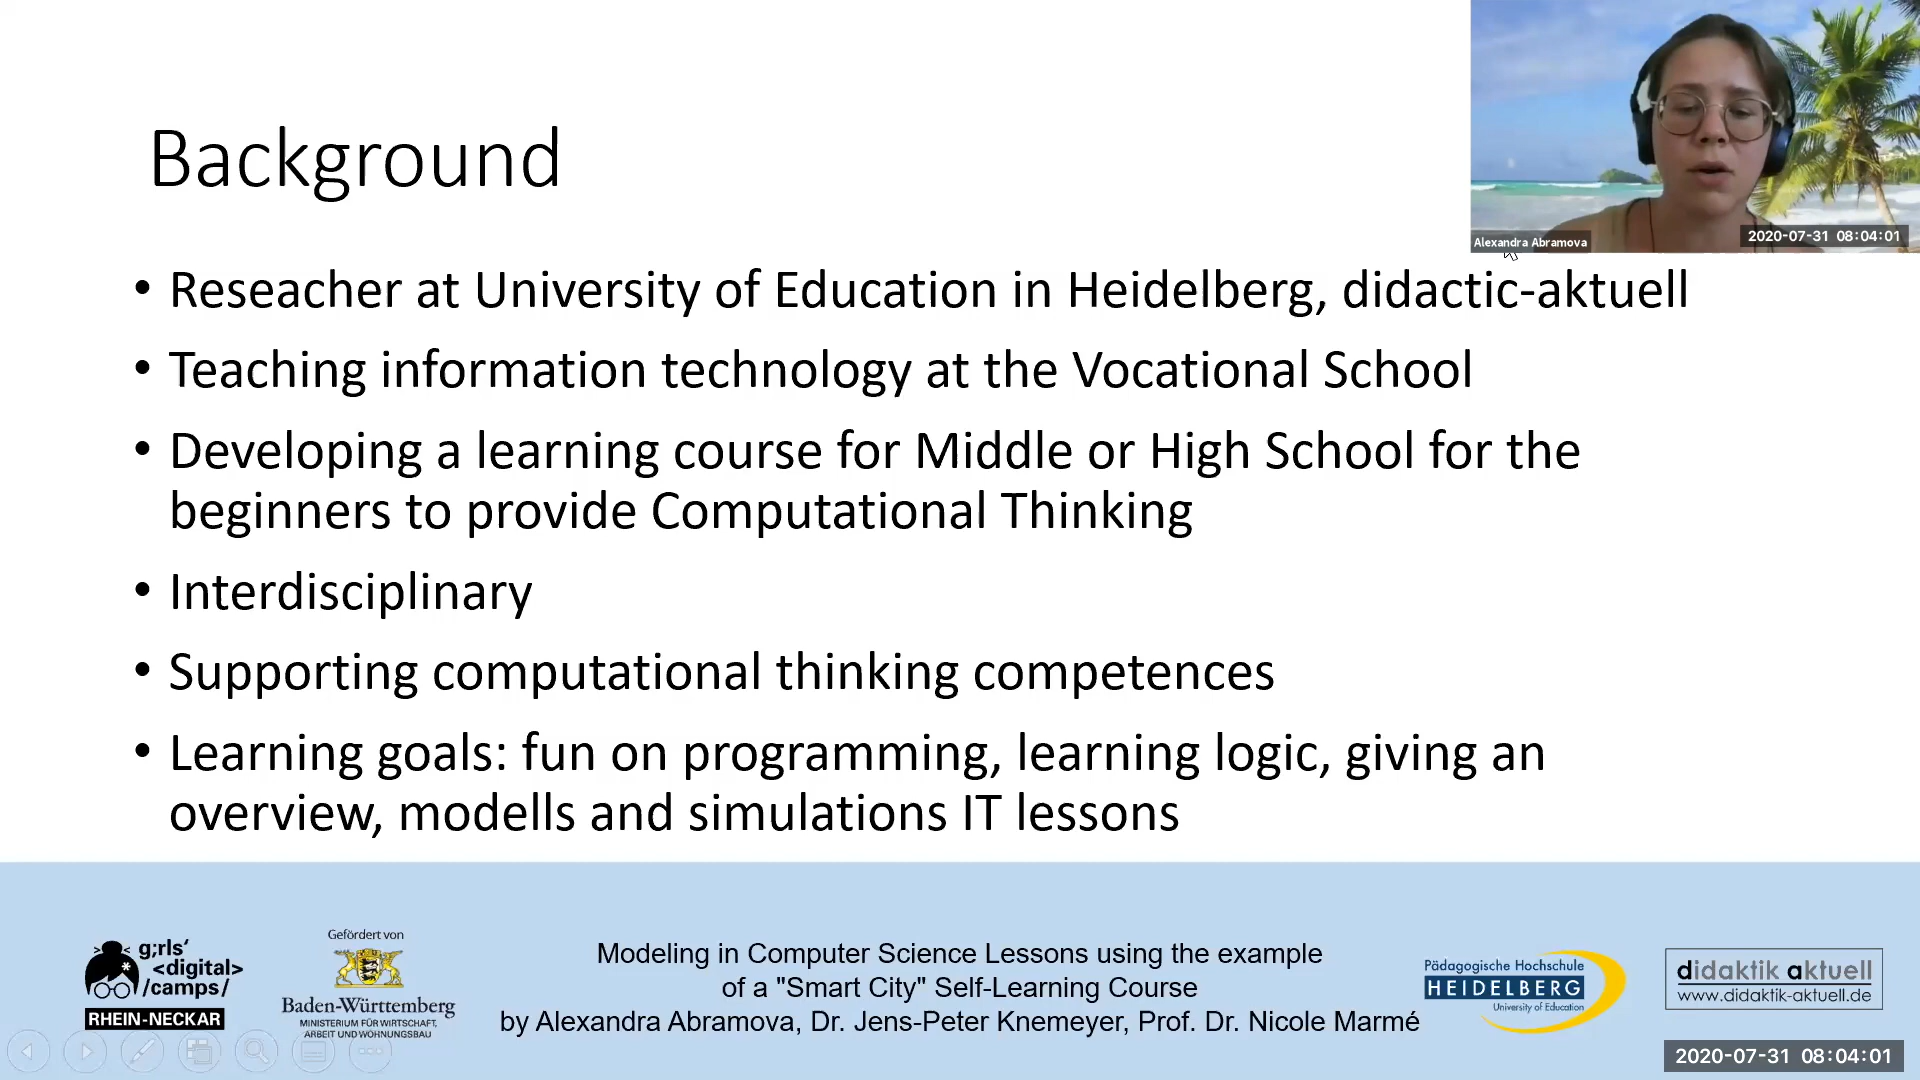 Background
Alexandra Abramova
2020-07-31 08:04:01
• Reseacher at University of Education in Heidelberg, didactic-aktuell
• Teaching information technology at the Vocational School
• Developing a learning course for Middle or High School for the
beginners to provide Computational Thinking
• Interdisciplinary
• Supporting computational thinking competences
• Learning goals: fun on programming, learning logic, giving an
overview, modells and simulations IT lessons
g;rls‘
<digital>
/camps/
RHEIN-NECKAR
Gefördert von
Baden-Württemberg
MINISTERIUM FÜR WIRTSCHAFT,
ARBEIT UND WOHNUNGSBAU
Modeling in Computer Science Lessons using the example
of a "Smart City" Self-Learning Course
by Alexandra Abramova, Dr. Jens-Peter Knemeyer, Prof. Dr. Nicole Marmé
Pädagogische Hochschule
HEIDELBERG
University of Education
didaktik aktuell
www.didaktik-aktuell.de
2020-07-31 08:04:01